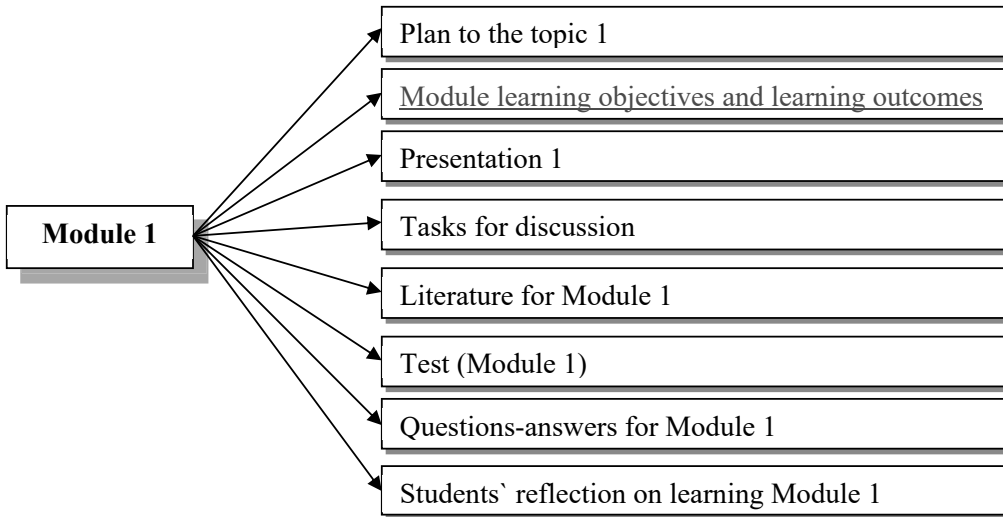 Plan to the topic 1
Module learning objectives and learning outcomes
Presentation 1
Module 1
Tasks for discussion
Literature for Module 1
Test (Module 1)
Questions-answers for Module 1
Students` reflection on learning Module 1